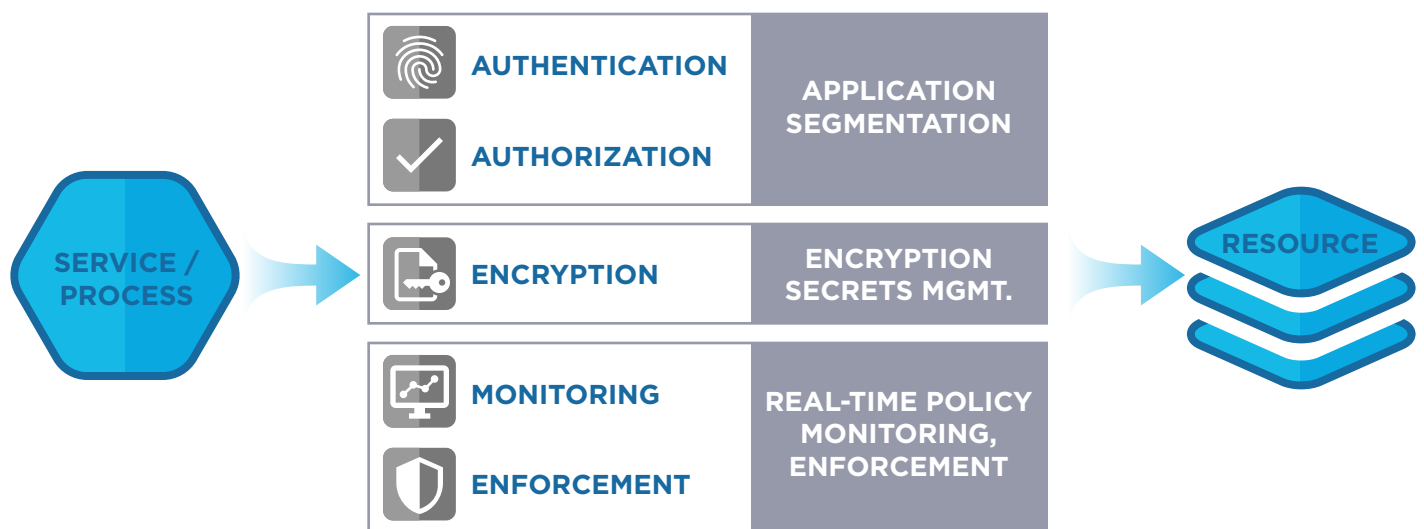 SERVICE /
PROCESS
AUTHENTICATION
AUTHORIZATION
APPLICATION
SEGMENTATION
ENCRYPTION
ENCRYPTION
SECRETS MGMT.
MONITORING
ENFORCEMENT
REAL-TIME POLICY
MONITORING,
ENFORCEMENT
RESOURCE